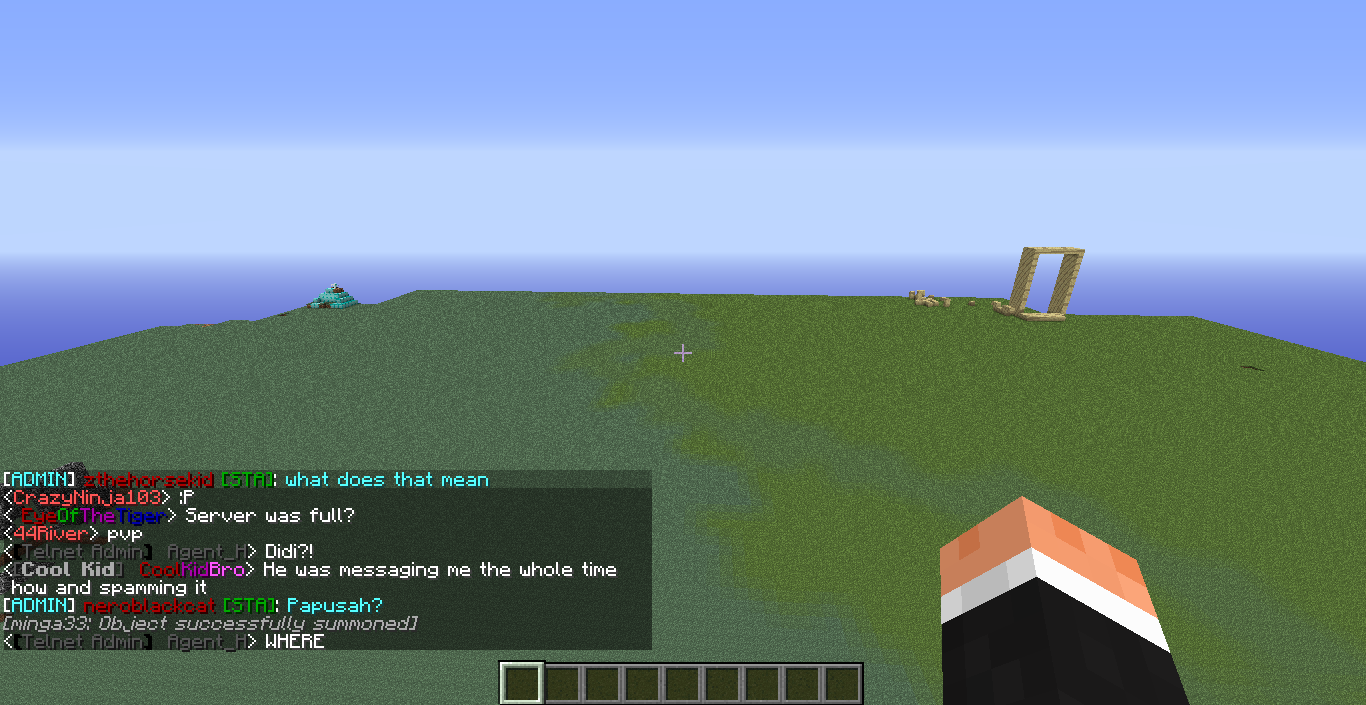 [ADMIN] zthehorsekid [STA]: what does that mean
<CrazyNinja103> :P
< EyeOfTheTiger> Server was full?
<44River> pvp
<[Telnet Admin] Agent_H> Didi?!
<[Cool Kid] CoolKidBro> He was messaging me the whole time
how and spamming it
[ADMIN] neroblackcat [STA]: Papusah?
[minga33: Object successfully summoned]
<[Telnet Admin] Agent_H> WHERE